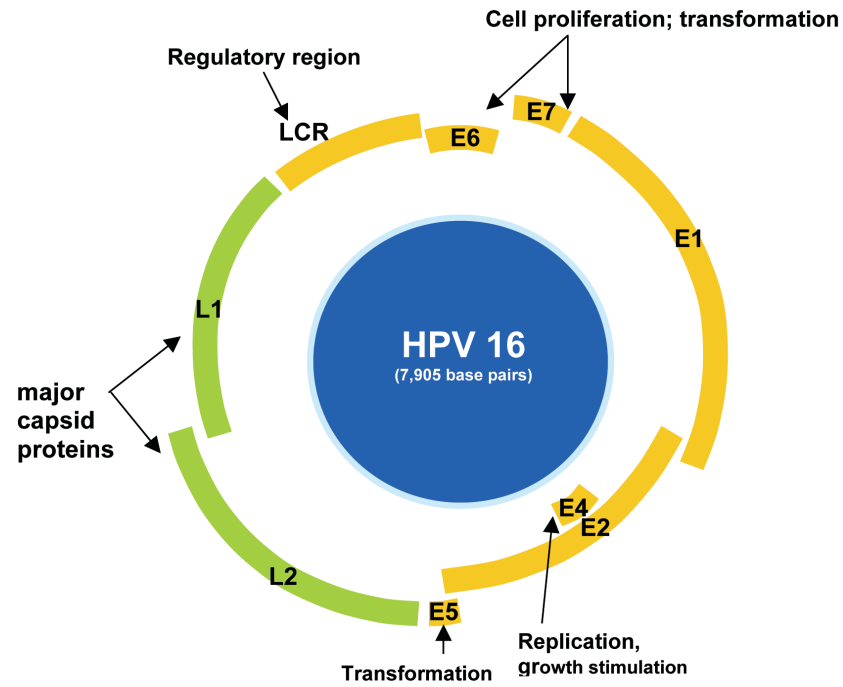 Cell proliferation; transformation
Regulatory region
LCR
E6
E7
E1
L1
HPV 16
(7,905 base pairs)
major
capsid
proteins
E4
E2
L2
E5
Replication,
growth stimulation
Transformation